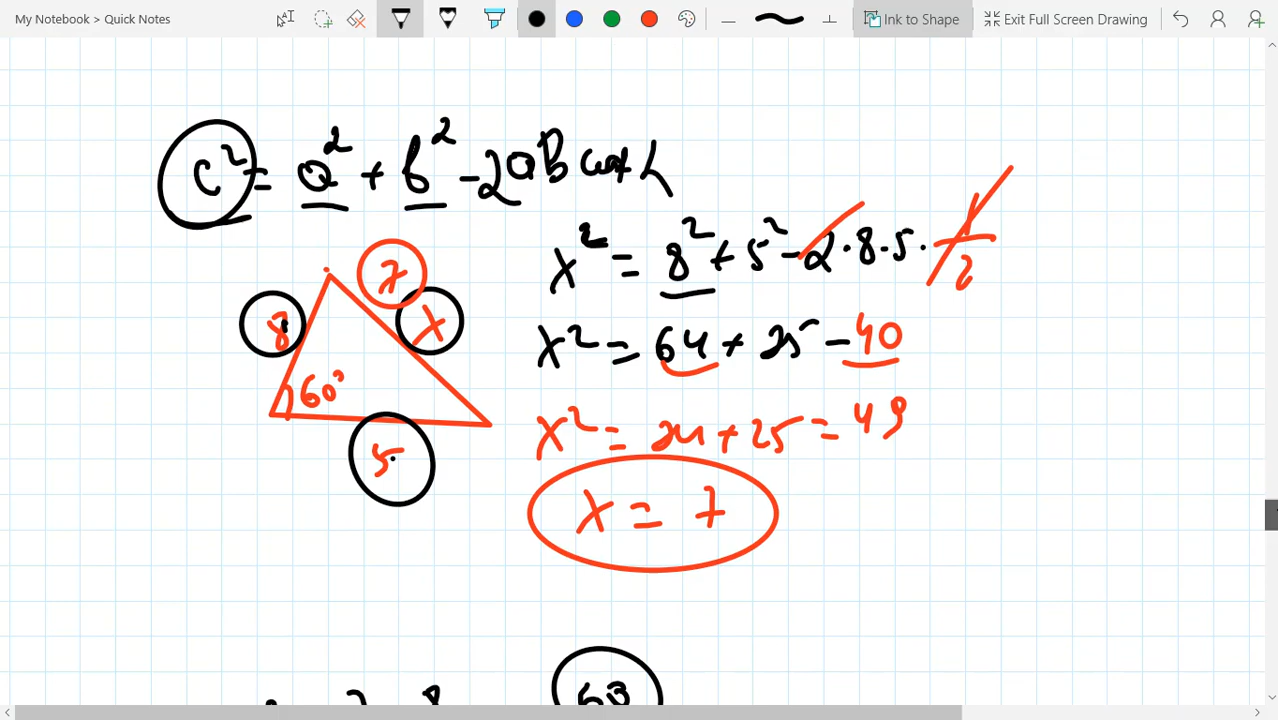 My Notebook > Quick Notes
Ink to Shape
Exit Full Screen Drawing
c² = a² + b² - 2ab
x² = 8² + 5² - 2 · 8 · 5 · 1/2
7
8
x
x² = 64 + 25 - 40
60°
x² = 24 + 25 = 49
5
x = 7